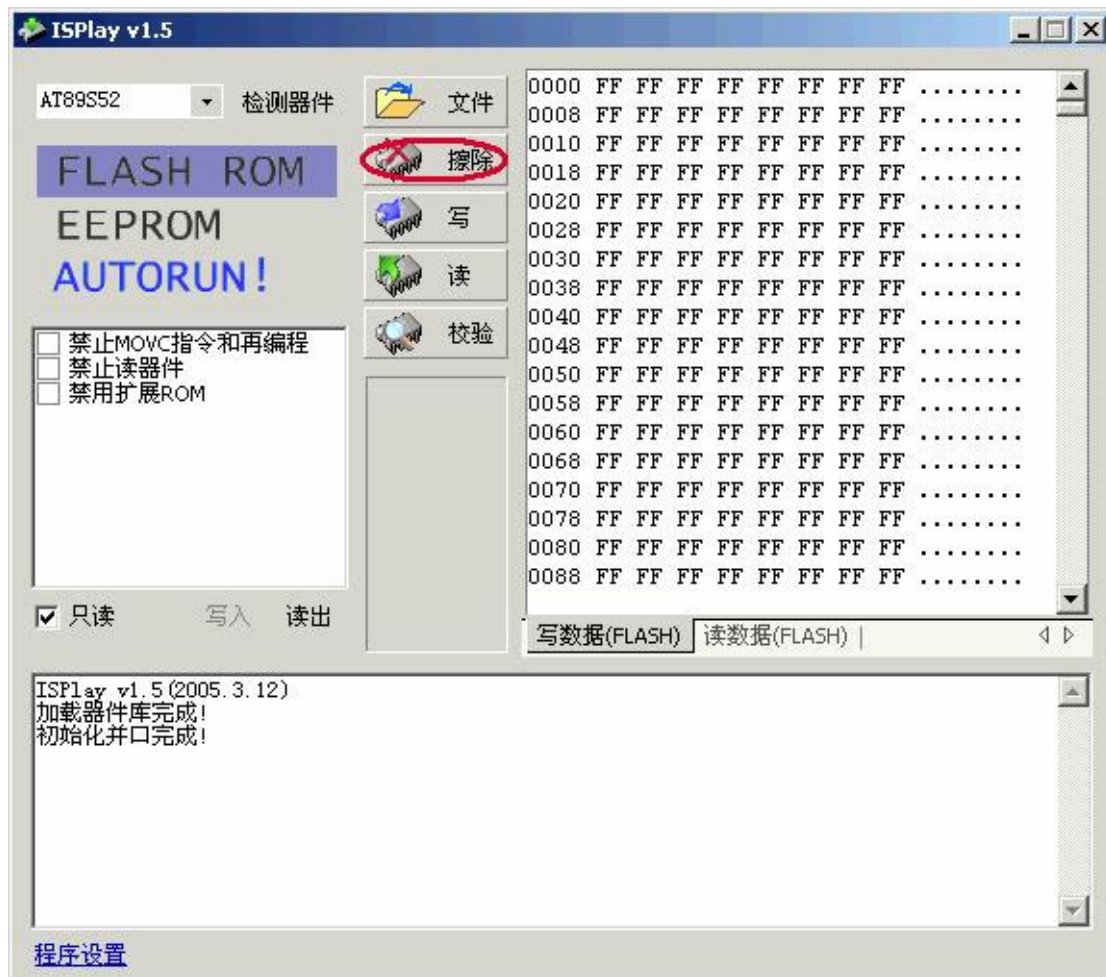 ISPlay v1.5
AT89S52 检测器件
FLASH ROM
EEPROM
AUTORUN!
禁止MOVC指令和再编程
禁止读器件
禁用扩展ROM
只读 写入 读出
文件
擦除
写
读
校验
0000 FF FF FF FF FF FF FF FF ........
0008 FF FF FF FF FF FF FF FF ........
0010 FF FF FF FF FF FF FF FF ........
0018 FF FF FF FF FF FF FF FF ........
0020 FF FF FF FF FF FF FF FF ........
0028 FF FF FF FF FF FF FF FF ........
0030 FF FF FF FF FF FF FF FF ........
0038 FF FF FF FF FF FF FF FF ........
0040 FF FF FF FF FF FF FF FF ........
0048 FF FF FF FF FF FF FF FF ........
0050 FF FF FF FF FF FF FF FF ........
0058 FF FF FF FF FF FF FF FF ........
0060 FF FF FF FF FF FF FF FF ........
0068 FF FF FF FF FF FF FF FF ........
0070 FF FF FF FF FF FF FF FF ........
0078 FF FF FF FF FF FF FF FF ........
0080 FF FF FF FF FF FF FF FF ........
0088 FF FF FF FF FF FF FF FF ........
写数据(FLASH) 读数据(FLASH) |
ISPlay v1.5(2005.3.12)
加载器件库完成!
初始化并口完成!
程序设置